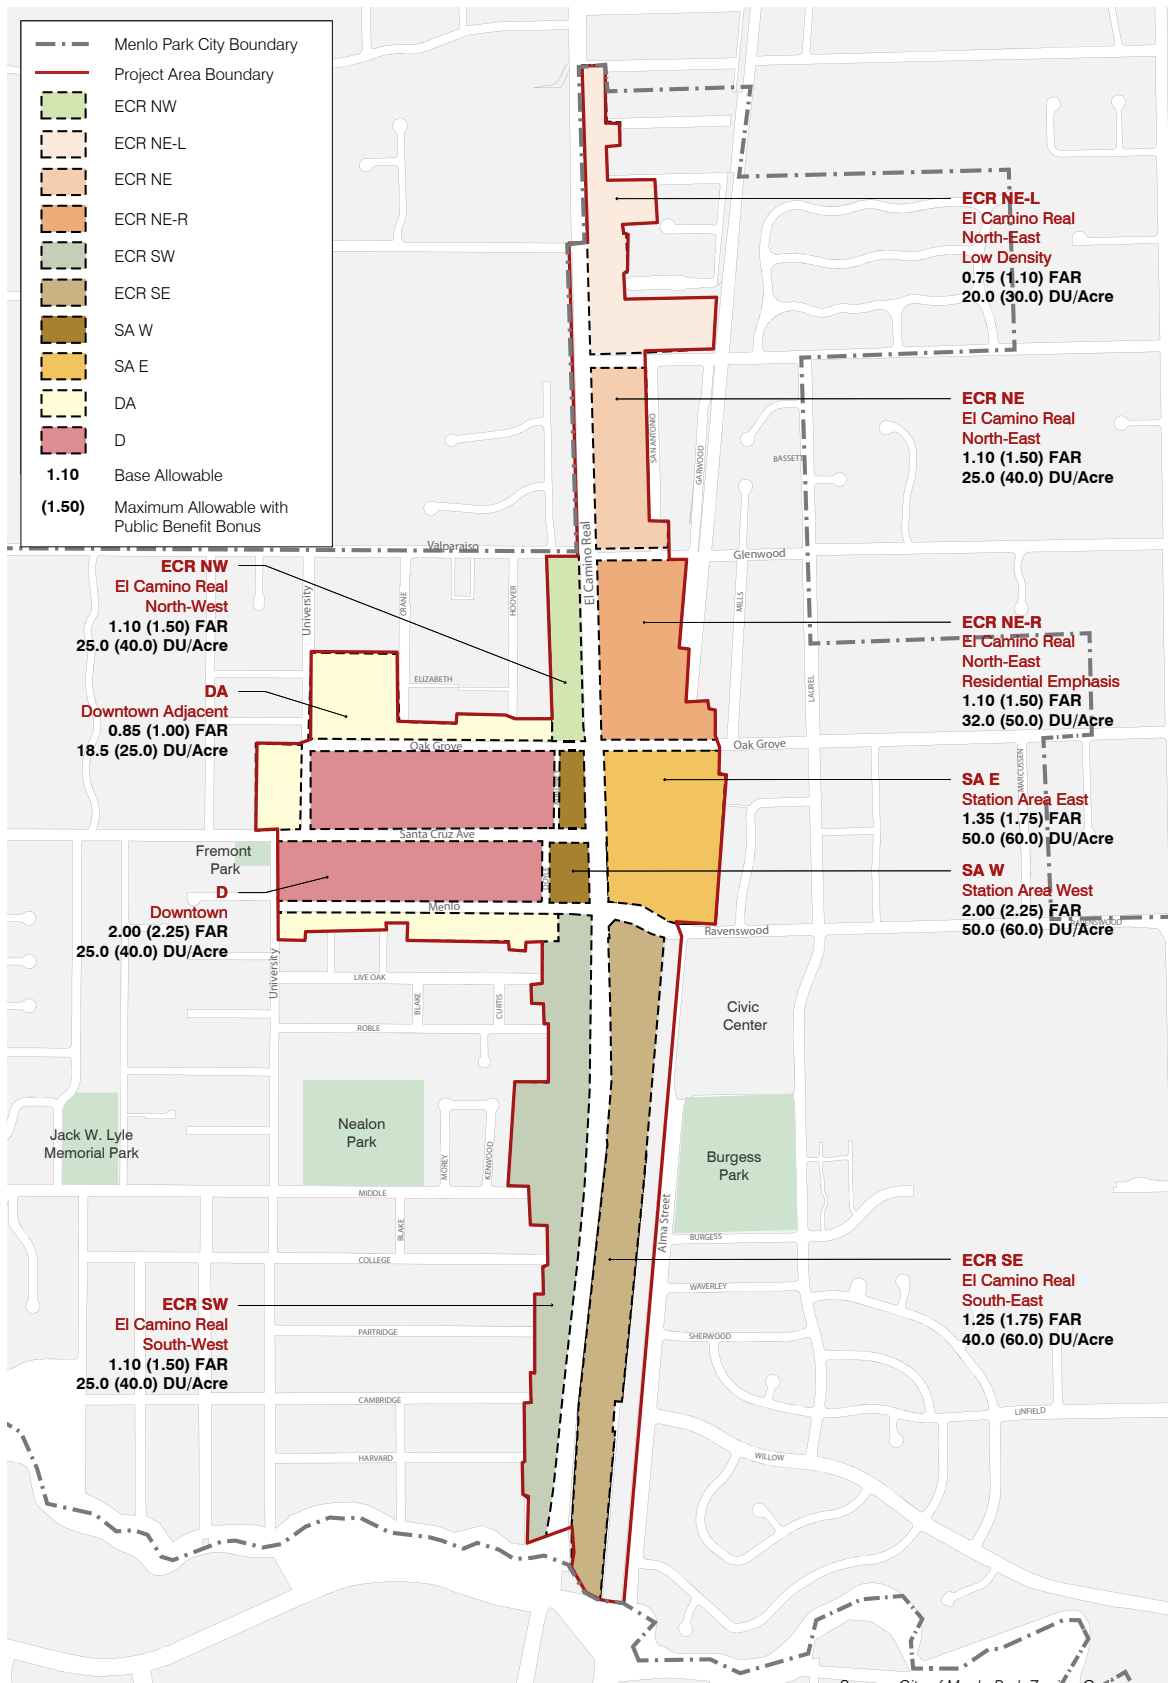 Menlo Park City Boundary
Project Area Boundary
ECR NW
ECR NE-L
ECR NE
ECR NE-R
ECR SW
ECR SE
SA W
SA E
DA
D
1.10 Base Allowable
(1.50) Maximum Allowable with
Public Benefit Bonus
ECR NE-L
El Camino Real
North-East
Low Density
0.75 (1.10) FAR
20.0 (30.0) DU/Acre
ECR NE
El Camino Real
North-East
1.10 (1.50) FAR
25.0 (40.0) DU/Acre
SAN ANTONIO
GARWOOD
BASSETT
El Camino Real
Valparaiso
Glenwood
ECR NW
El Camino Real
North-West
1.10 (1.50) FAR
25.0 (40.0) DU/Acre
University
CRANE
HOOVER
MILLS
ELIZABETH
LAUREL
ECR NE-R
El Camino Real
North-East
Residential Emphasis
1.10 (1.50) FAR
32.0 (50.0) DU/Acre
DA
Downtown Adjacent
0.85 (1.00) FAR
18.5 (25.0) DU/Acre
Oak Grove
Oak Grove
MARCUSSEN
SA E
Station Area East
1.35 (1.75) FAR
50.0 (60.0) DU/Acre
Santa Cruz Ave
Fremont
Park
SA W
Station Area West
2.00 (2.25) FAR
50.0 (60.0) DU/Acre
D
Downtown
2.00 (2.25) FAR
25.0 (40.0) DU/Acre
Menlo
Ravenswood
RAVENSWOOD
University
LIVE OAK
BLAKE
CURTIS
ROBLE
Civic
Center
Nealon
Park
Jack W. Lyle
Memorial Park
MOREY
KENWOOD
Burgess
Park
MIDDLE
BLAKE
COLLEGE
Alma Street
BURGESS
WAVERLEY
ECR SE
El Camino Real
South-East
1.25 (1.75) FAR
40.0 (60.0) DU/Acre
ECR SW
El Camino Real
South-West
1.10 (1.50) FAR
25.0 (40.0) DU/Acre
PARTRIDGE
SHERWOOD
CAMBRIDGE
LINFIELD
HARVARD
WILLOW